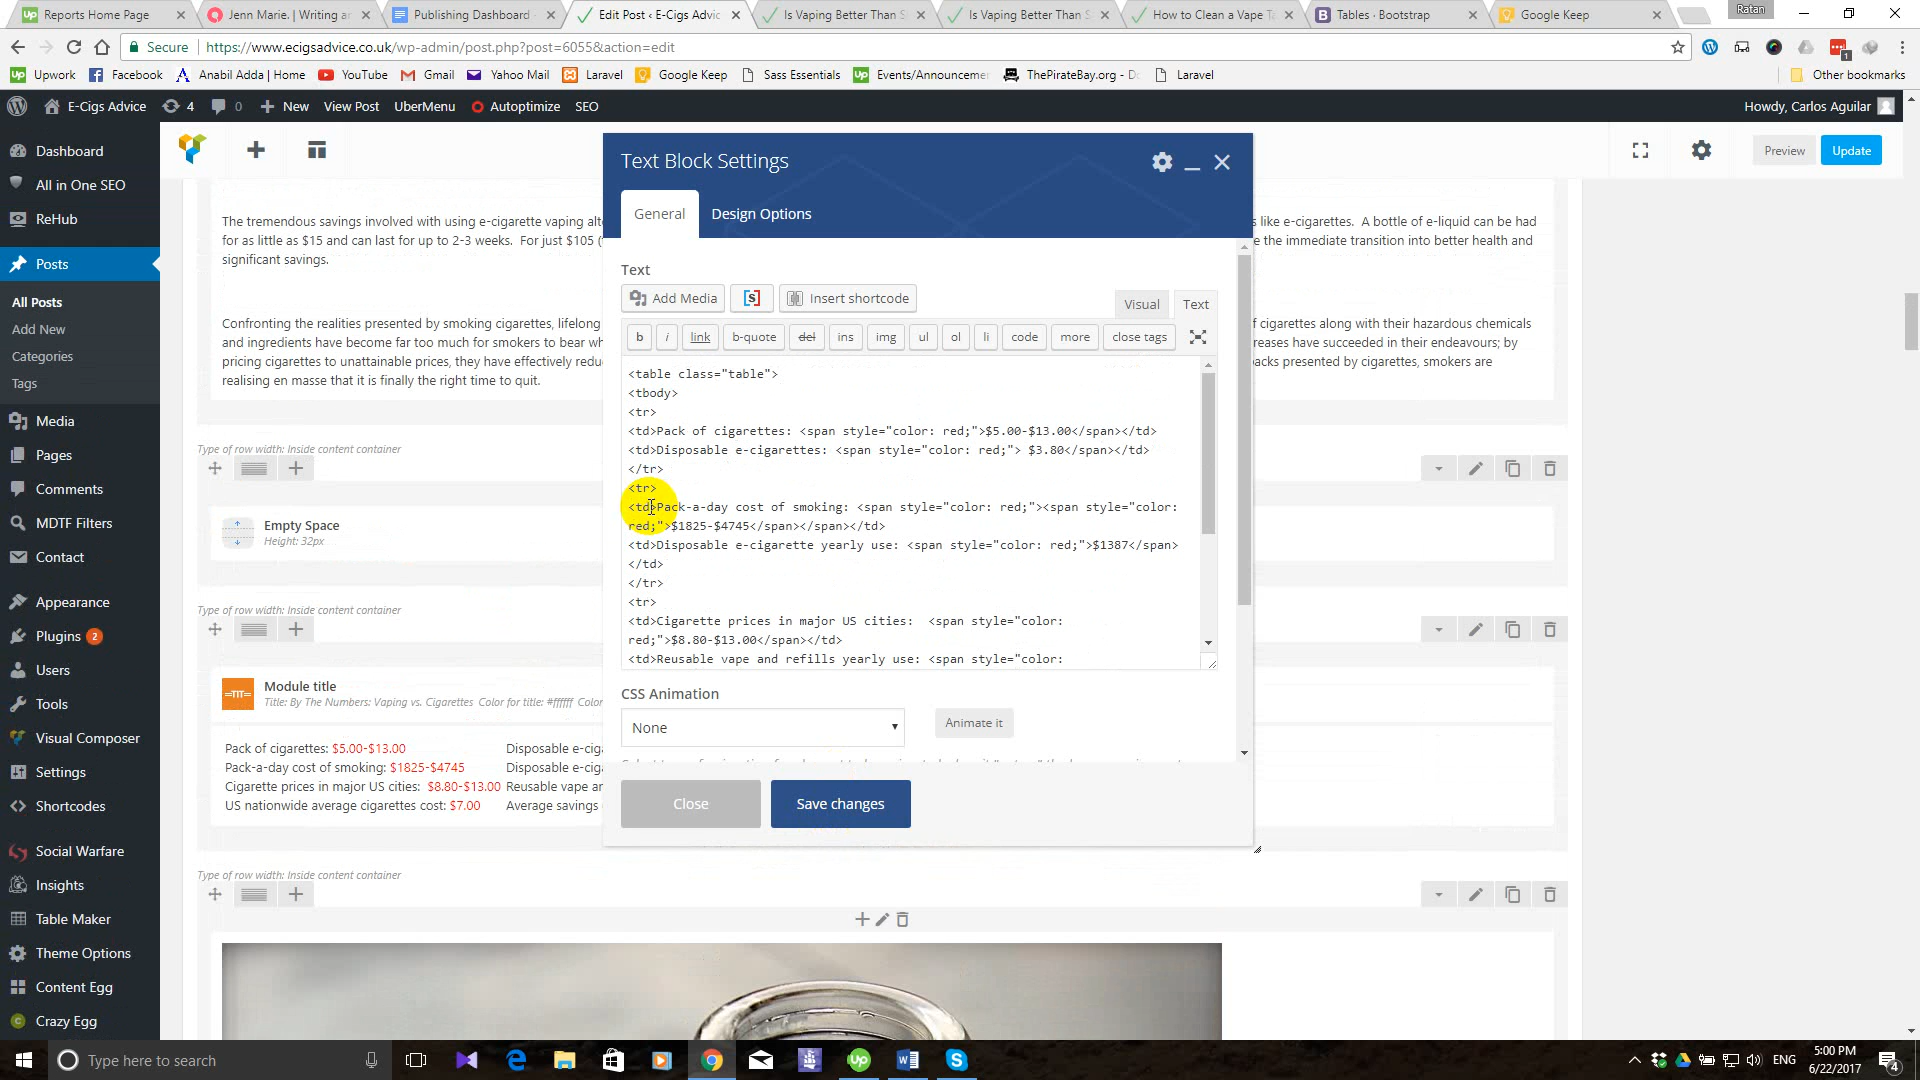 Reports Home Page
Jenn Marie. | Writing a
Publishing Dashboard
Edit Post ‹ E-Cigs Advic
Is Vaping Better Than S
Is Vaping Better Than S
How to Clean a Vape Ta
Tables · Bootstrap
Google Keep
Ratan
Secure
https://www.ecigsadvice.co.uk/wp-admin/post.php?post=6055&action=edit
Upwork
Facebook
Anabil Adda | Home
YouTube
Gmail
Yahoo Mail
Laravel
Google Keep
Sass Essentials
Events/Announcemen
ThePirateBay.org - Do
Laravel
Other bookmarks
E-Cigs Advice
4
0
New
View Post
UberMenu
Autoptimize
SEO
Howdy, Carlos Aguilar
Dashboard
All in One SEO
ReHub
Posts
All Posts
Add New
Categories
Tags
Media
Pages
Comments
MDTF Filters
Contact
Appearance
Plugins 2
Users
Tools
Visual Composer
Settings
Shortcodes
Social Warfare
Insights
Table Maker
Theme Options
Content Egg
Crazy Egg
Preview
Update
The tremendous savings involved with using e-cigarette vaping alt
for as little as $15 and can last for up to 2-3 weeks. For just $105 (
significant savings.
s like e-cigarettes. A bottle of e-liquid can be had
e the immediate transition into better health and
Confronting the realities presented by smoking cigarettes, lifelong
and ingredients have become far too much for smokers to bear wh
pricing cigarettes to unattainable prices, they have effectively redu
realising en masse that it is finally the right time to quit.
f cigarettes along with their hazardous chemicals
reases have succeeded in their endeavours; by
packs presented by cigarettes, smokers are
Type of row width: Inside content container
Empty Space
Height: 32px
Type of row width: Inside content container
Module title
Title: By The Numbers: Vaping vs. Cigarettes Color for title: #ffffff Color
Pack of cigarettes: $5.00-$13.00 Disposable e-ciga
Pack-a-day cost of smoking: $1825-$4745 Disposable e-ciga
Cigarette prices in major US cities: $8.80-$13.00 Reusable vape ar
US nationwide average cigarettes cost: $7.00 Average savings
Type of row width: Inside content container
Text Block Settings
General
Design Options
Text
Add Media
[S]
Insert shortcode
Visual
Text
b
i
link
b-quote
del
ins
img
ul
ol
li
code
more
close tags
<table class="table">
<tbody>
<tr>
<td>Pack of cigarettes: <span style="color: red;">$5.00-$13.00</span></td>
<td>Disposable e-cigarettes: <span style="color: red;"> $3.80</span></td>
</tr>
<tr>
<td>Pack-a-day cost of smoking: <span style="color: red;"><span style="color:
red;">$1825-$4745</span></span></td>
<td>Disposable e-cigarette yearly use: <span style="color: red;">$1387</span>
</td>
</tr>
<tr>
<td>Cigarette prices in major US cities:  <span style="color:
red;">$8.80-$13.00</span></td>
<td>Reusable vape and refills yearly use: <span style="color:
CSS Animation
None
Animate it
Close
Save changes
Type here to search
ENG
5:00 PM
6/22/2017
4